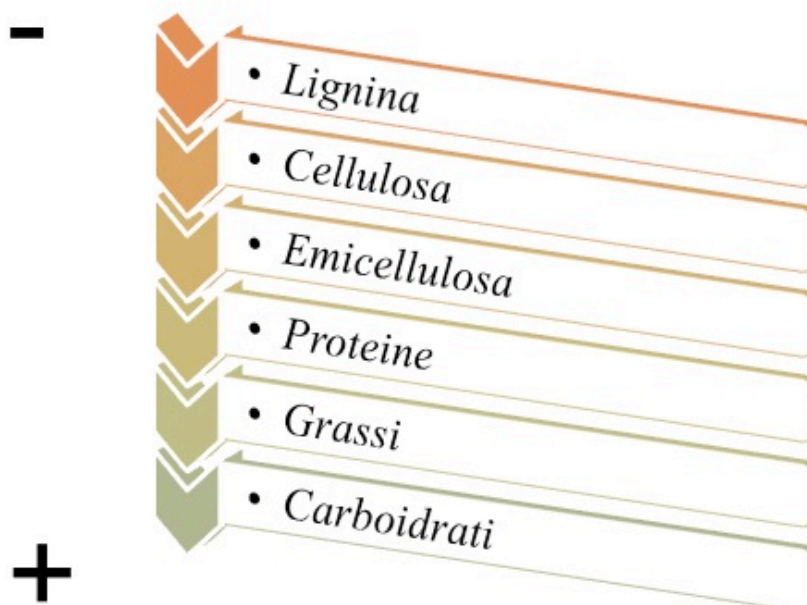 -
• Lignina
• Cellulosa
• Emicellulosa
• Proteine
• Grassi
• Carboidrati
+